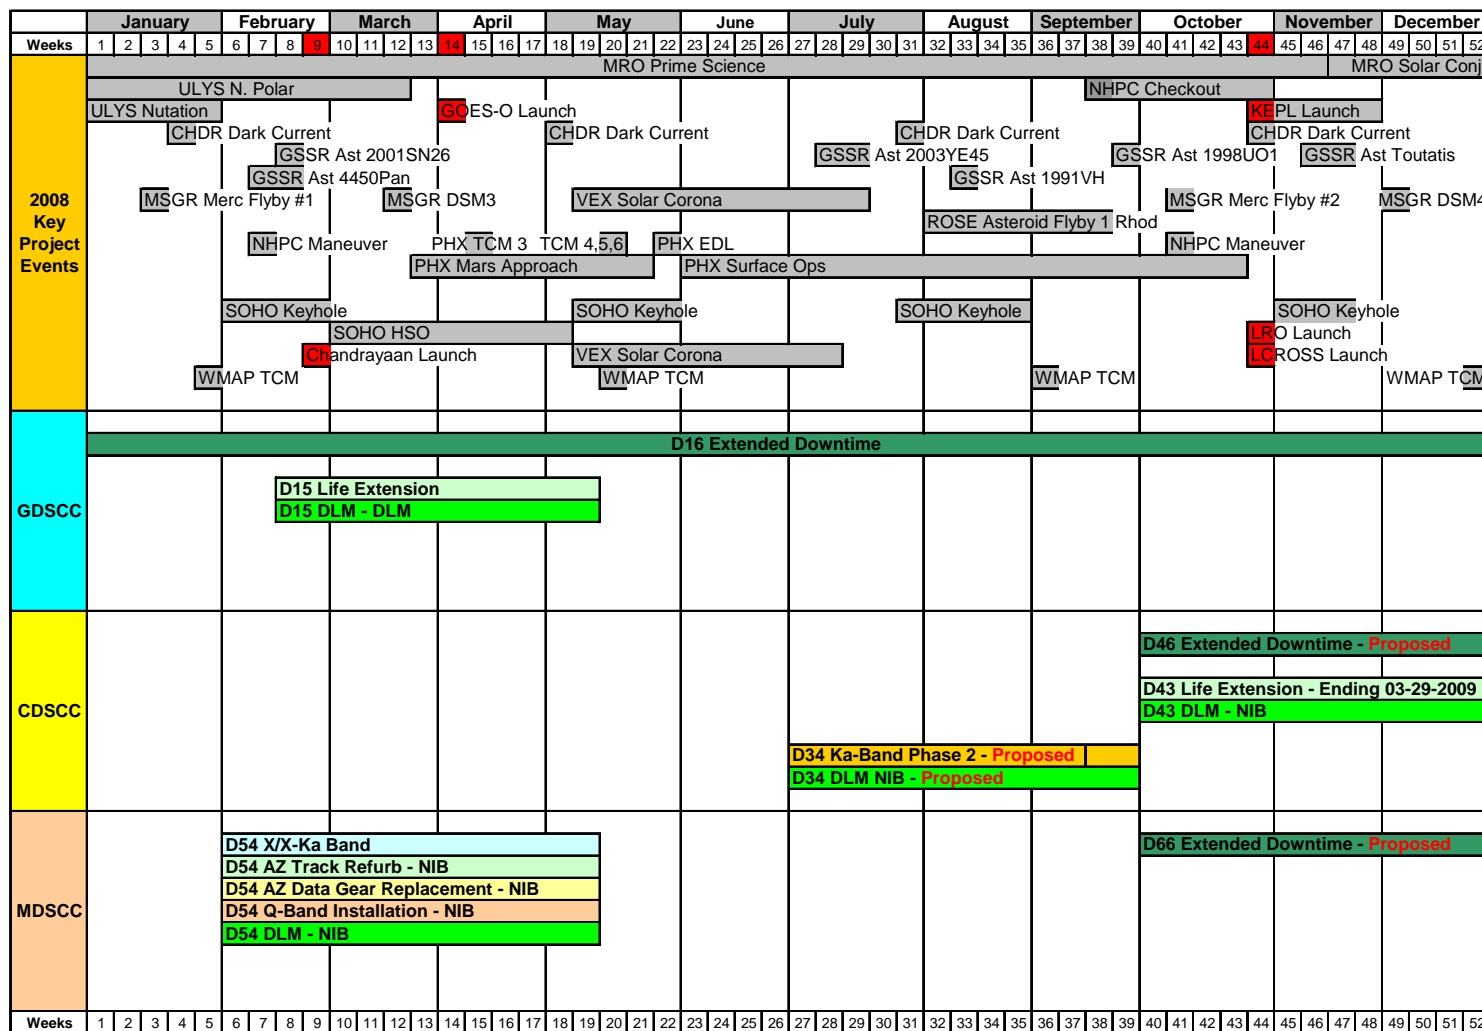 January February March April May June July August September October November December
Weeks 1 2 3 4 5 6 7 8 9 10 11 12 13 14 15 16 17 18 19 20 21 22 23 24 25 26 27 28 29 30 31 32 33 34 35 36 37 38 39 40 41 42 43 44 45 46 47 48 49 50 51 52
2008
Key
Project
Events
MRO Prime Science MRO Solar Conj
ULYS N. Polar NHPC Checkout
ULYS Nutation GOES-O Launch KEPL Launch
CHDR Dark Current CHDR Dark Current CHDR Dark Current CHDR Dark Current
GSSR Ast 2001SN26 GSSR Ast 2003YE45 GSSR Ast 1998UO1 GSSR Ast Toutatis
GSSR Ast 4450Pan GSSR Ast 1991VH
MSGR Merc Flyby #1 MSGR DSM3 VEX Solar Corona MSGR Merc Flyby #2 MSGR DSM4
ROSE Asteroid Flyby 1 Rhod
NHPC Maneuver PHX TCM 3 TCM 4,5,6 PHX EDL NHPC Maneuver
PHX Mars Approach PHX Surface Ops
SOHO Keyhole SOHO Keyhole SOHO Keyhole SOHO Keyhole
SOHO HSO LRO Launch
Chandrayaan Launch VEX Solar Corona LCROSS Launch
WMAP TCM WMAP TCM WMAP TCM WMAP TCM
GDSCC
D16 Extended Downtime
D15 Life Extension
D15 DLM - DLM
CDSCC
D46 Extended Downtime - Proposed
D43 Life Extension - Ending 03-29-2009
D43 DLM - NIB
D34 Ka-Band Phase 2 - Proposed
D34 DLM NIB - Proposed
MDSCC
D54 X/X-Ka Band D66 Extended Downtime - Proposed
D54 AZ Track Refurb - NIB
D54 AZ Data Gear Replacement - NIB
D54 Q-Band Installation - NIB
D54 DLM - NIB
Weeks 1 2 3 4 5 6 7 8 9 10 11 12 13 14 15 16 17 18 19 20 21 22 23 24 25 26 27 28 29 30 31 32 33 34 35 36 37 38 39 40 41 42 43 44 45 46 47 48 49 50 51 52